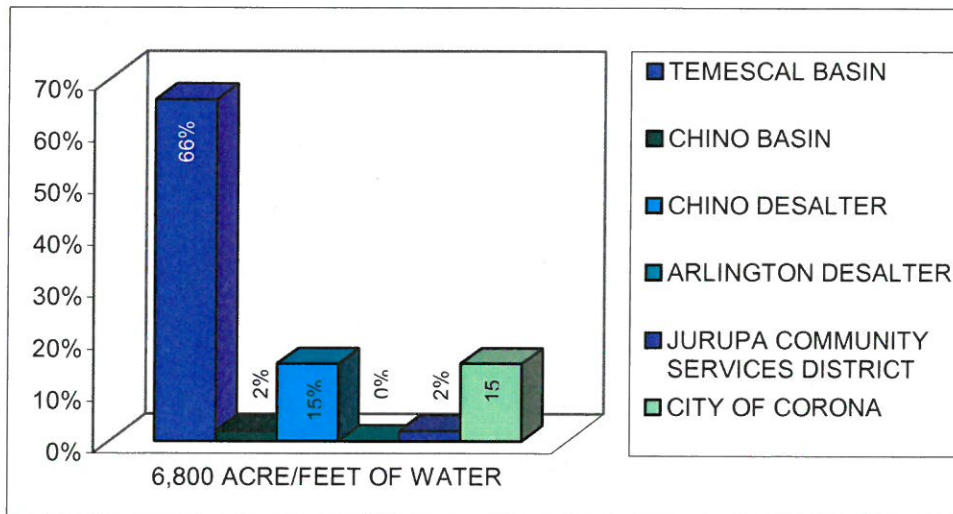 70%
60%
50%
40%
30%
20%
10%
0%
66%
2%
15%
0%
2%
15
6,800 ACRE/FEET OF WATER
TEMESCAL BASIN
CHINO BASIN
CHINO DESALTER
ARLINGTON DESALTER
JURUPA COMMUNITY
SERVICES DISTRICT
CITY OF CORONA